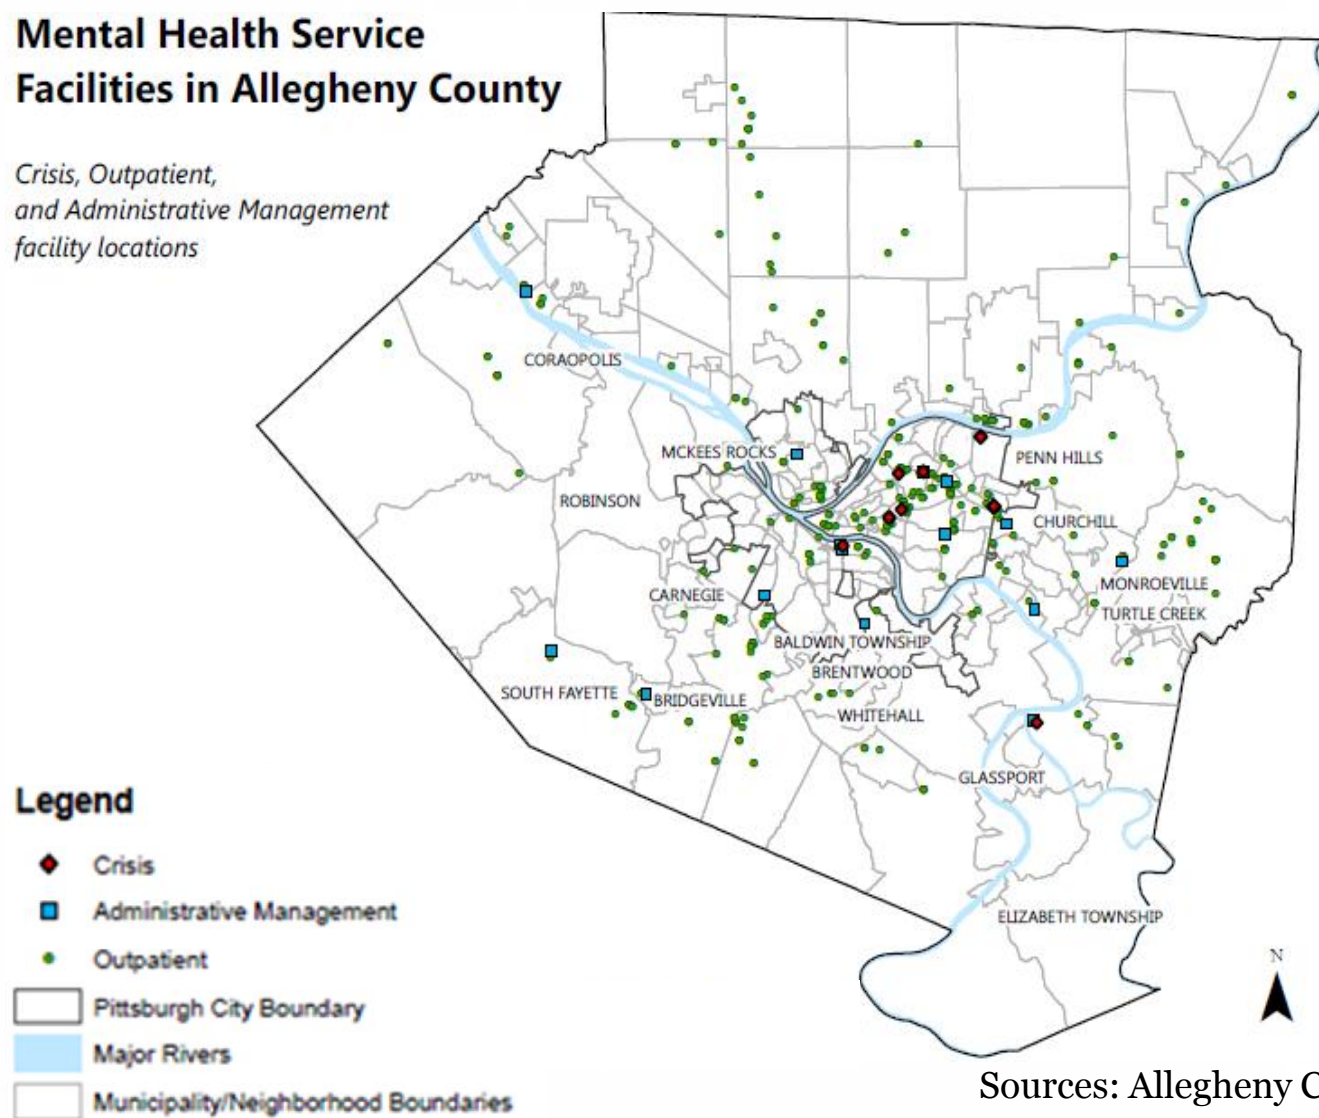 Mental Health Service
Facilities in Allegheny County
Crisis, Outpatient,
and Administrative Management
facility locations
CORAOPOLIS
MCKEES ROCKS
PENN HILLS
ROBINSON
CHURCHILL
CARNEGIE
MONROEVILLE
TURTLE CREEK
BALDWIN TOWNSHIP
BRENTWOOD
SOUTH FAYETTE
BRIDGEVILLE
WHITEHALL
GLASSPORT
ELIZABETH TOWNSHIP
Legend
Crisis
Administrative Management
Outpatient
Pittsburgh City Boundary
Major Rivers
Municipality/Neighborhood Boundaries
N
Sources: Allegheny C